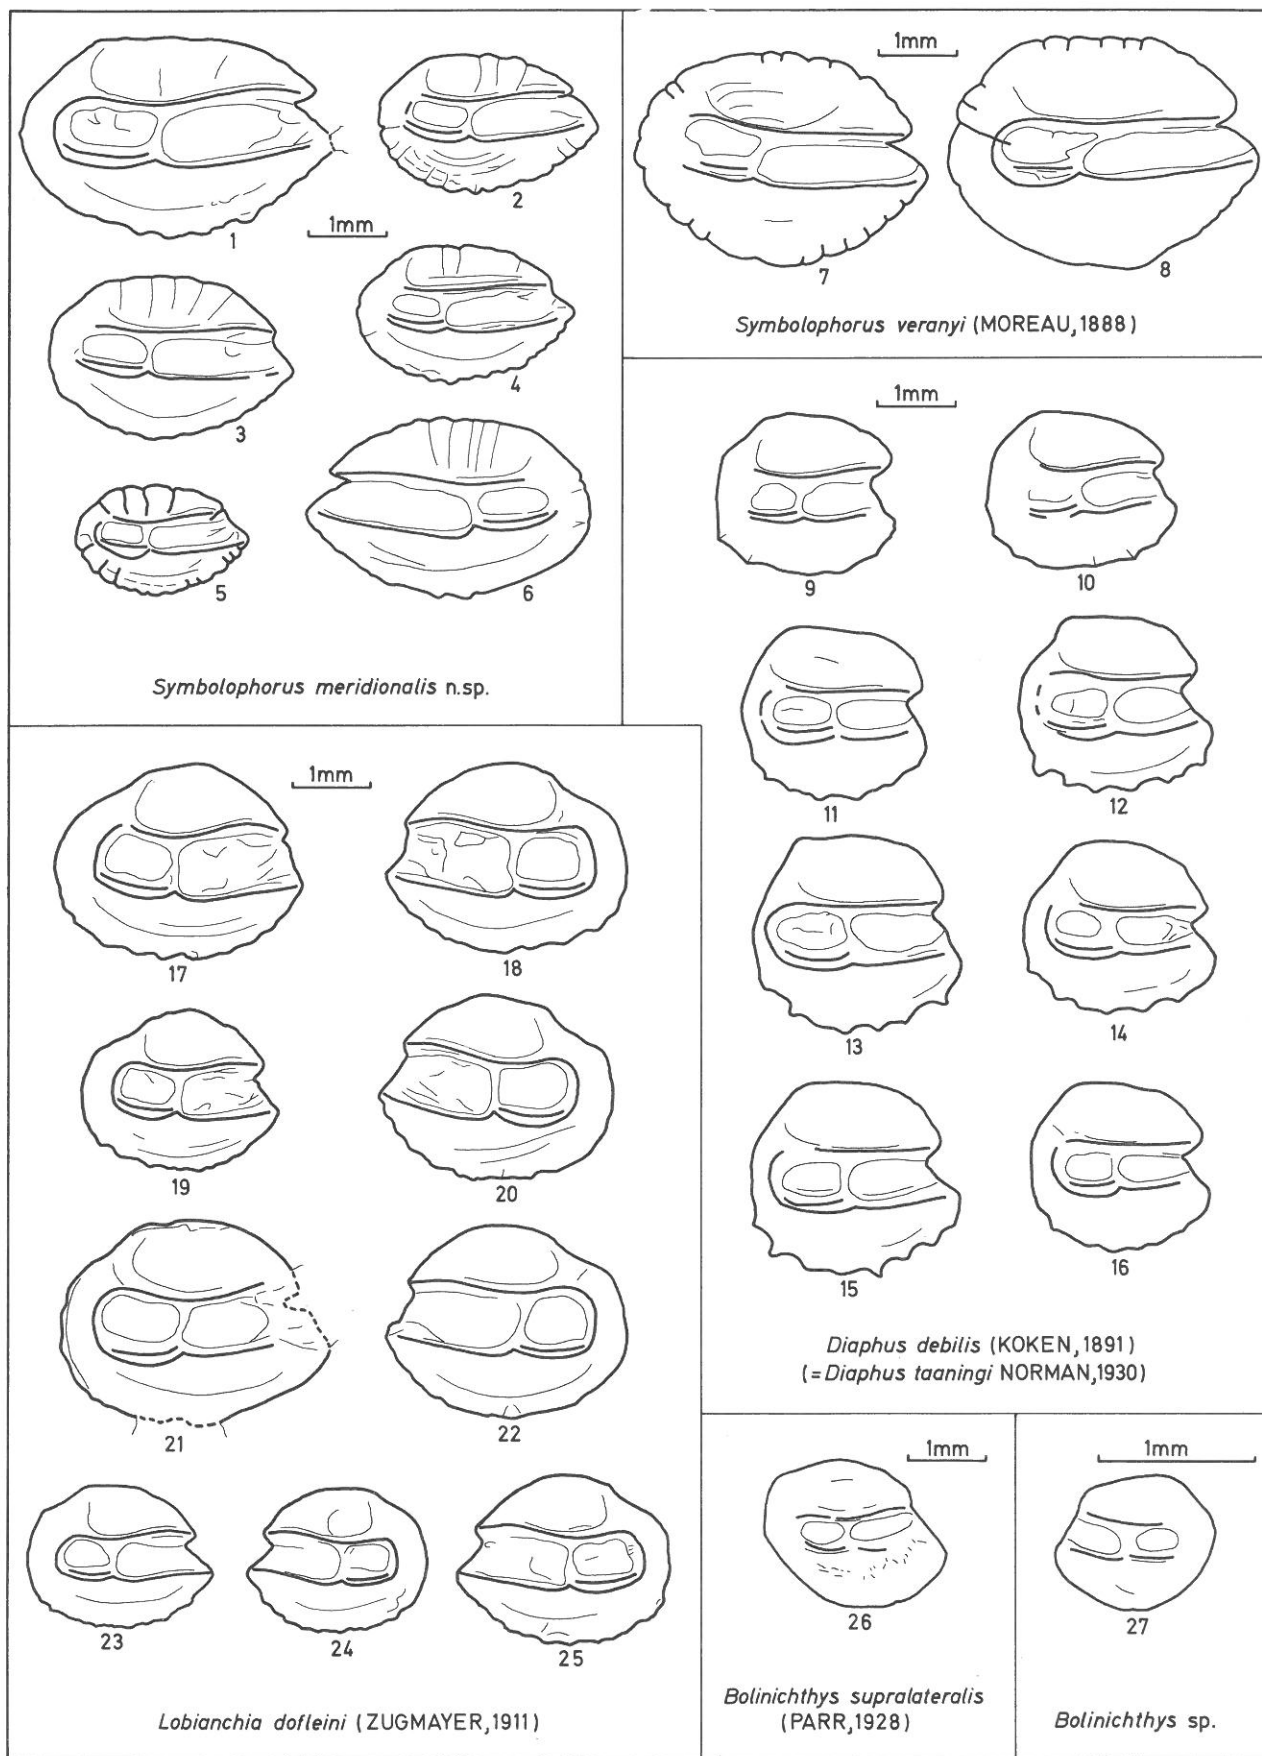 1
2
1mm
3
4
5
6
Symbolophorus meridionalis n.sp.
1mm
7
8
Symbolophorus veranyi (MOREAU,1888)
1mm
9
10
11
12
13
14
15
16
Diaphus debilis (KOKEN,1891)
(=Diaphus taaningi NORMAN,1930)
1mm
17
18
19
20
21
22
23
24
25
Lobianchia dofleini (ZUGMAYER,1911)
1mm
26
Bolinichthys supralateralis
(PARR,1928)
1mm
27
Bolinichthys sp.